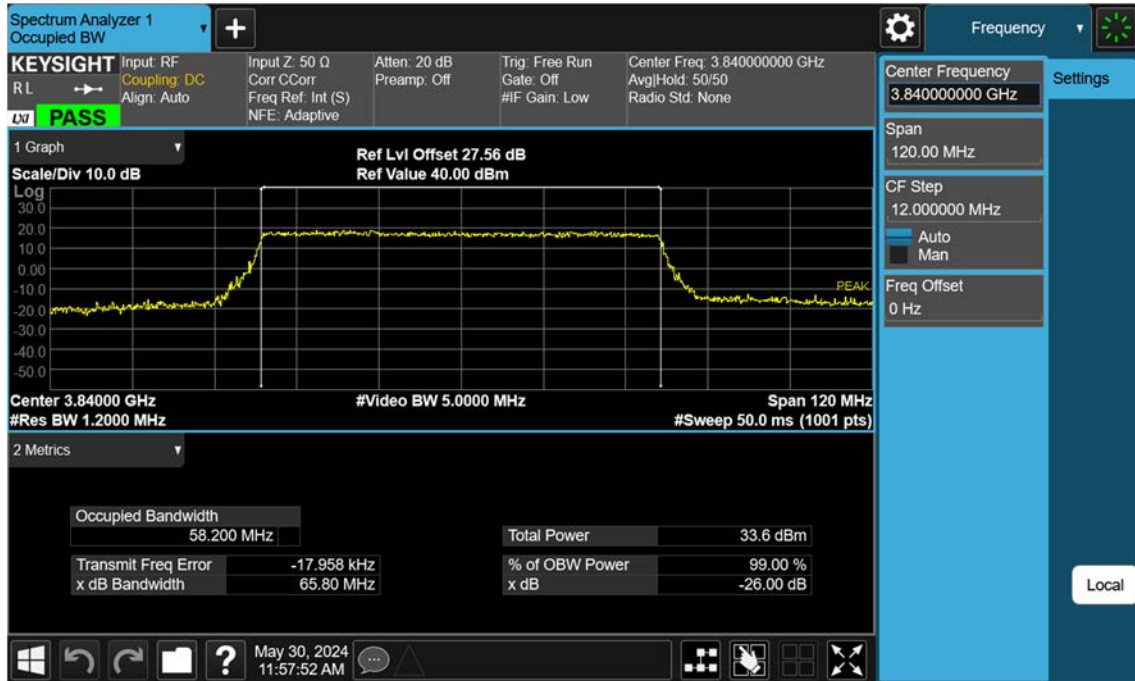 Spectrum Analyzer 1
Occupied BW
+
Frequency
KEYSIGHT
R L
LXI PASS
Input: RF
Coupling: DC
Align: Auto
Input Z: 50 Ω
Corr CCorr
Freq Ref: Int (S)
NFE: Adaptive
Atten: 20 dB
Preamp: Off
Trig: Free Run
Gate: Off
#IF Gain: Low
Center Freq: 3.840000000 GHz
Avg|Hold: 50/50
Radio Std: None
Center Frequency
3.840000000 GHz
Settings
Span
120.00 MHz
CF Step
12.000000 MHz
Auto
Man
Freq Offset
0 Hz
Local
1 Graph
Scale/Div 10.0 dB
Ref Lvl Offset 27.56 dB
Ref Value 40.00 dBm
Log
30.0
20.0
10.0
0.00
-10.0
-20.0
-30.0
-40.0
-50.0
PEAK
Center 3.84000 GHz
#Video BW 5.0000 MHz
Span 120 MHz
#Res BW 1.2000 MHz
#Sweep 50.0 ms (1001 pts)
2 Metrics
Occupied Bandwidth
58.200 MHz
Total Power 33.6 dBm
Transmit Freq Error -17.958 kHz
% of OBW Power 99.00 %
x dB Bandwidth 65.80 MHz
x dB -26.00 dB
?
May 30, 2024
11:57:52 AM